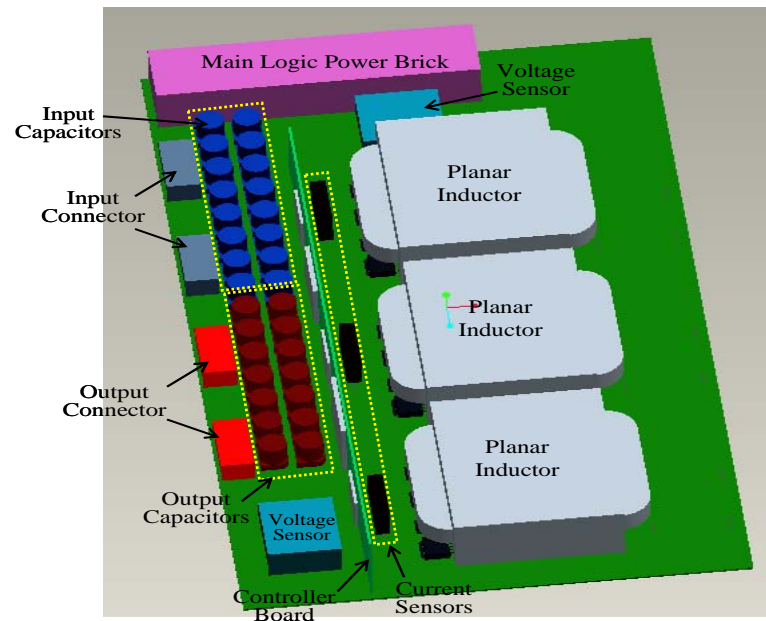 Main Logic Power Brick
Voltage
Sensor
Input
Capacitors
Planar
Inductor
Input
Connector
Planar
Inductor
Output
Connector
Planar
Inductor
Output
Capacitors
Voltage
Sensor
Controller
Board
Current
Sensors